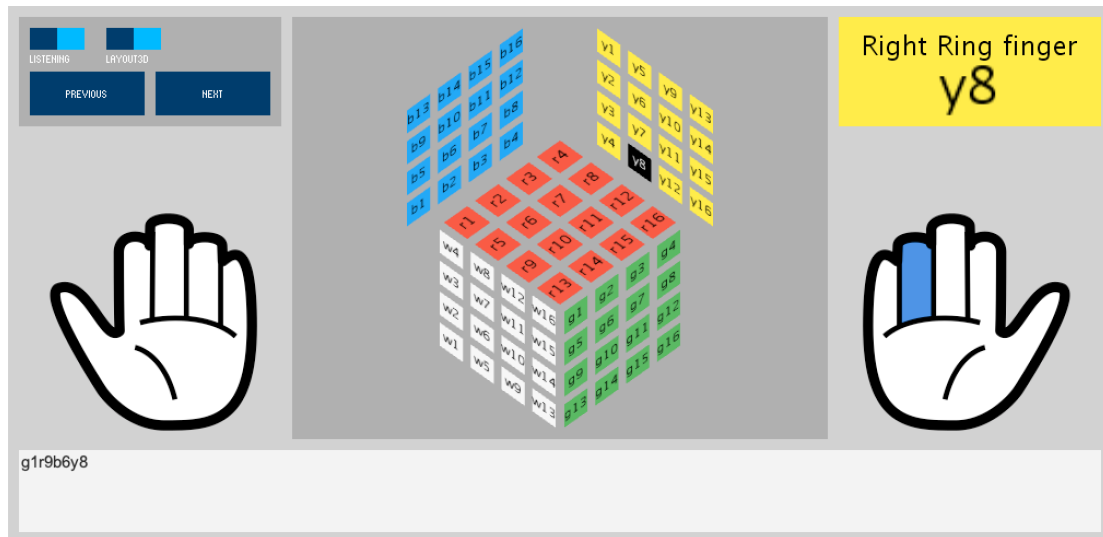 LISTENING LAYOUT3D
PREVIOUS NEXT
b13 b14 b15 b16
b9 b10 b11 b12
b5 b6 b7 b8
b1 b2 b3 b4
y1 y5 y9 y13
y2 y6 y10 y14
y3 y7 y11 y15
y4 y8 y12 y16
r1 r2 r3 r4
r5 r6 r7 r8
r9 r10 r11 r12
r13 r14 r15 r16
w4 w8 w12 w16
w3 w7 w11 w15
w2 w6 w10 w14
w1 w5 w9 w13
g1 g2 g3 g4
g5 g6 g7 g8
g9 g10 g11 g12
g13 g14 g15 g16
Right Ring finger
y8
g1r9b6y8